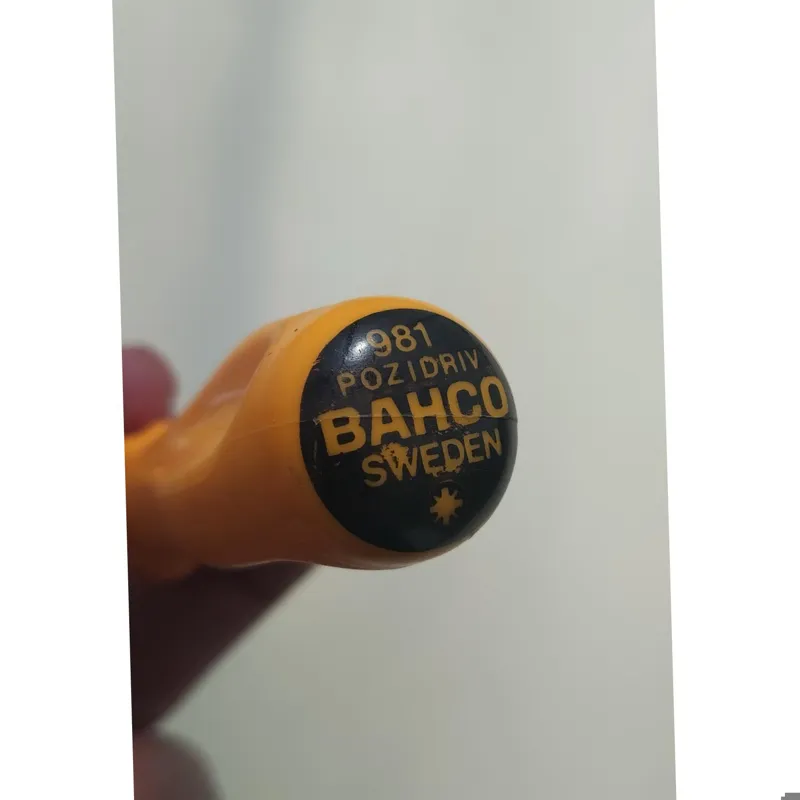 981
POZIDRIV
BAHCO
SWEDEN